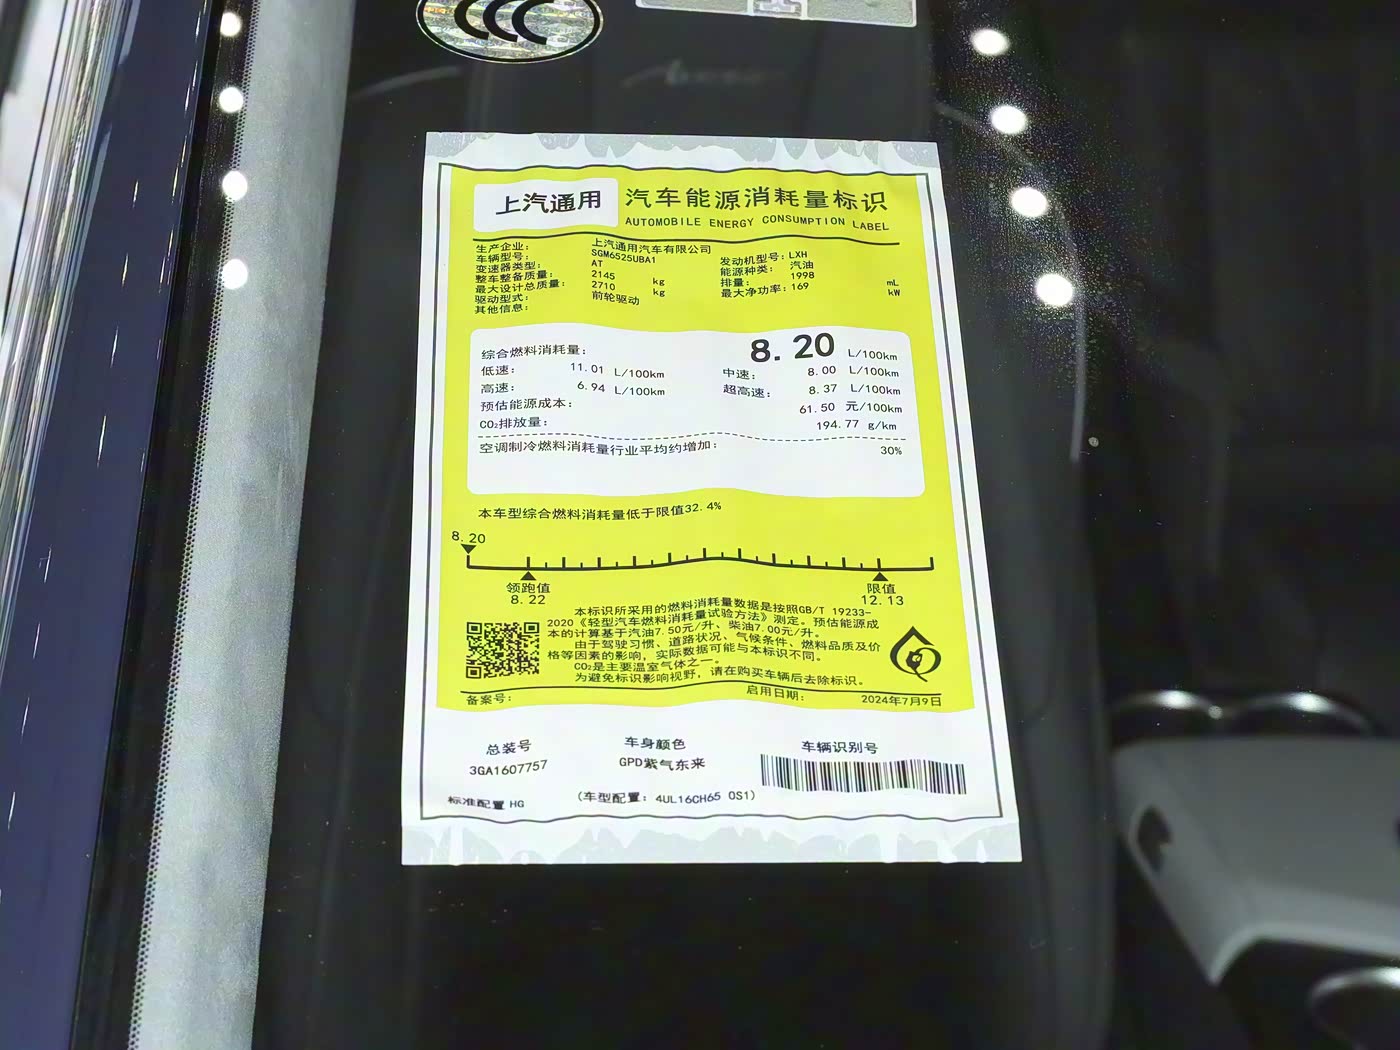 CCC
上汽通用
汽车能源消耗量标识
AUTOMOBILE ENERGY CONSUMPTION LABEL
生产企业： 上汽通用汽车有限公司
车辆型号： SGM6525UBA1 发动机型号：LXH
变速器类型： AT 能源种类： 汽油
整车整备质量： 2145 kg 排量： 1998 mL
最大设计总质量： 2710 kg 最大净功率：169 kW
驱动型式： 前轮驱动
其他信息：
综合燃料消耗量： 8.20 L/100km
低速： 11.01 L/100km 中速： 8.00 L/100km
高速： 6.94 L/100km 超高速： 8.37 L/100km
预估能源成本： 61.50 元/100km
CO₂排放量： 194.77 g/km
空调制冷燃料消耗量行业平均约增加： 30%
本车型综合燃料消耗量低于限值32.4%
8.20
领跑值 限值
8.22 12.13
本标识所采用的燃料消耗量数据是按照GB/T 19233-
2020《轻型汽车燃料消耗量试验方法》测定。预估能源成
本的计算基于汽油7.50元/升、柴油7.00元/升。
由于驾驶习惯、道路状况、气候条件、燃料品质及价
格等因素的影响，实际数据可能与本标识不同。
CO₂是主要温室气体之一。
为避免标识影响视野，请在购买车辆后去除标识。
备案号： 启用日期： 2024年7月9日
总装号 车身颜色 车辆识别号
3GA1607757 GPD紫气东来
标准配置 HG (车型配置：4UL16CH65 0S1)